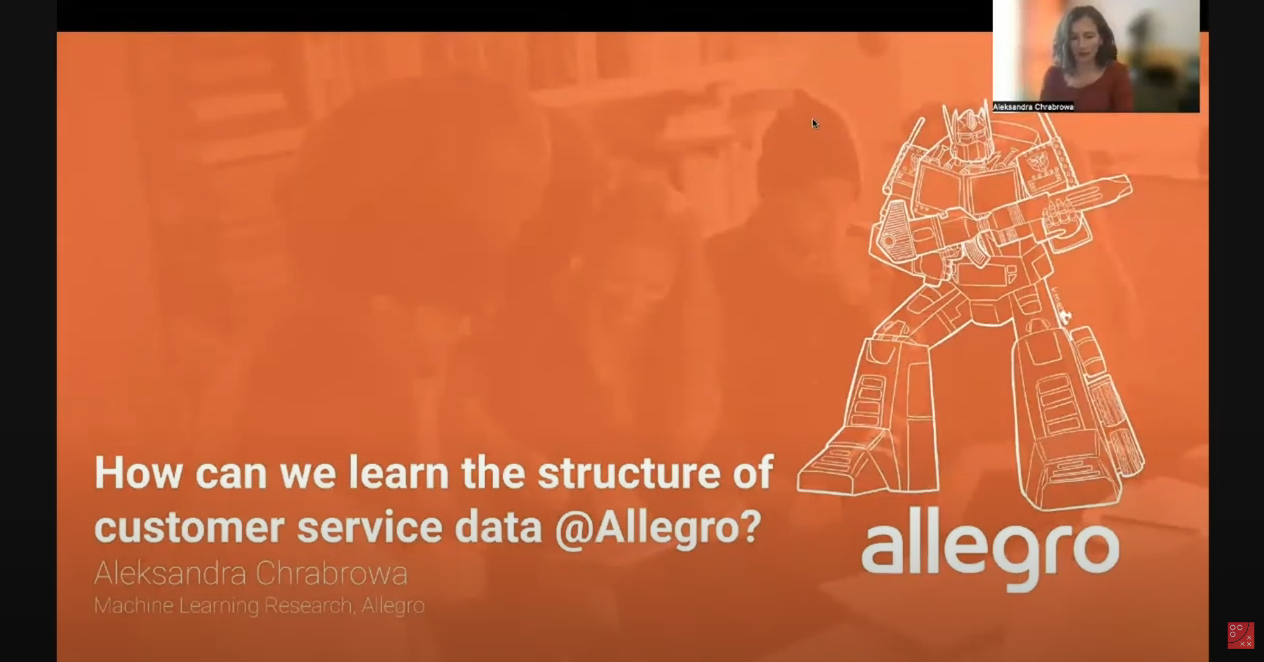 Aleksandra Chrabrowa
How can we learn the structure of
customer service data @Allegro?
Aleksandra Chrabrowa
Machine Learning Research, Allegro
allegro